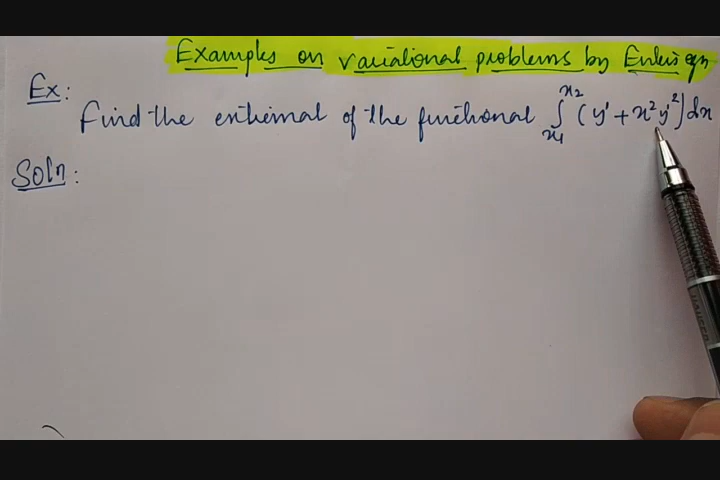 Examples on variational problems by Euler's eqn
Ex:
Find the extremal of the functional ∫_{x₁}^{x₂} (y' + x²y'²) dx
Soln: